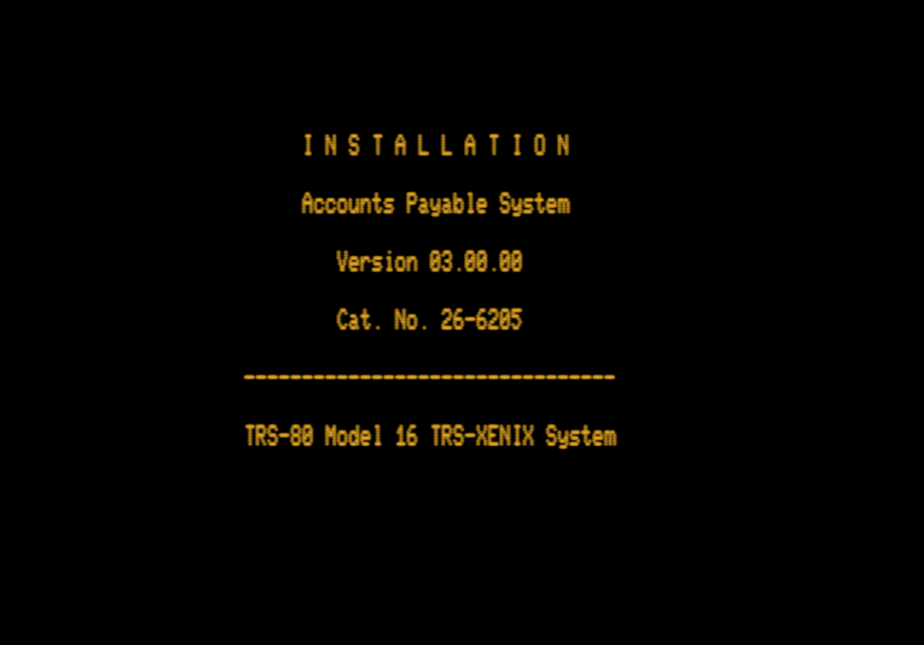 I N S T A L L A T I O N
Accounts Payable System
Version 03.00.00
Cat. No. 26-6205
--------------------------------
TRS-80 Model 16 TRS-XENIX System